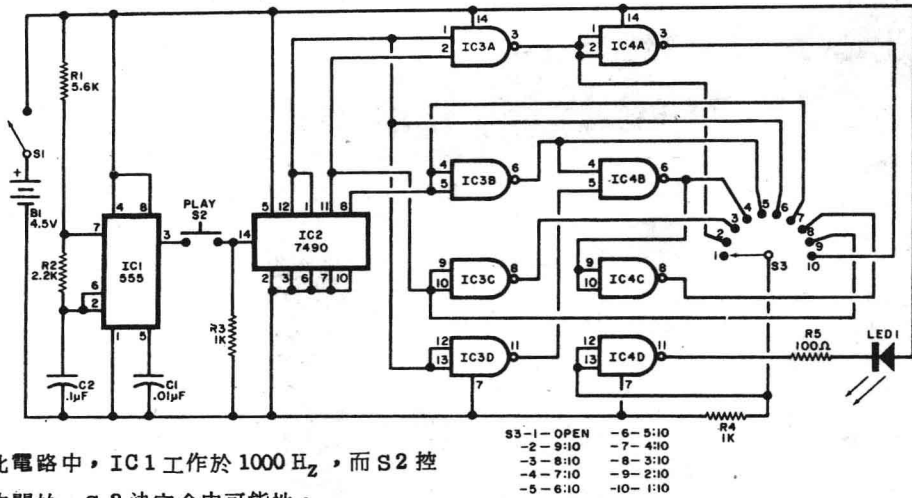 14
14
1
2
3
IC3A
1
2
3
IC4A
R1
5.6K
S1
+
B1
4.5V
4
8
7
3
PLAY
S2
5
12
1
11
8
14
IC2
7490
2
3
6
7
10
4
5
6
IC3B
4
5
6
IC4B
1
2
3
4
5
6
7
8
9
10
S3
R2
2.2K
IC1
555
6
2
1
5
R3
1K
9
10
8
IC3C
9
10
8
IC4C
C2
.1µF
C1
.01µF
12
13
11
IC3D
7
12
13
11
IC4D
7
R5
100Ω
LED1
R4
1K
S3-1-OPEN
-2-9:10
-3-8:10
-4-7:10
-5-6:10
-6-5:10
-7-4:10
-8-3:10
-9-2:10
-10-1:10
電路中，IC1工作於1000 Hz，而S2控